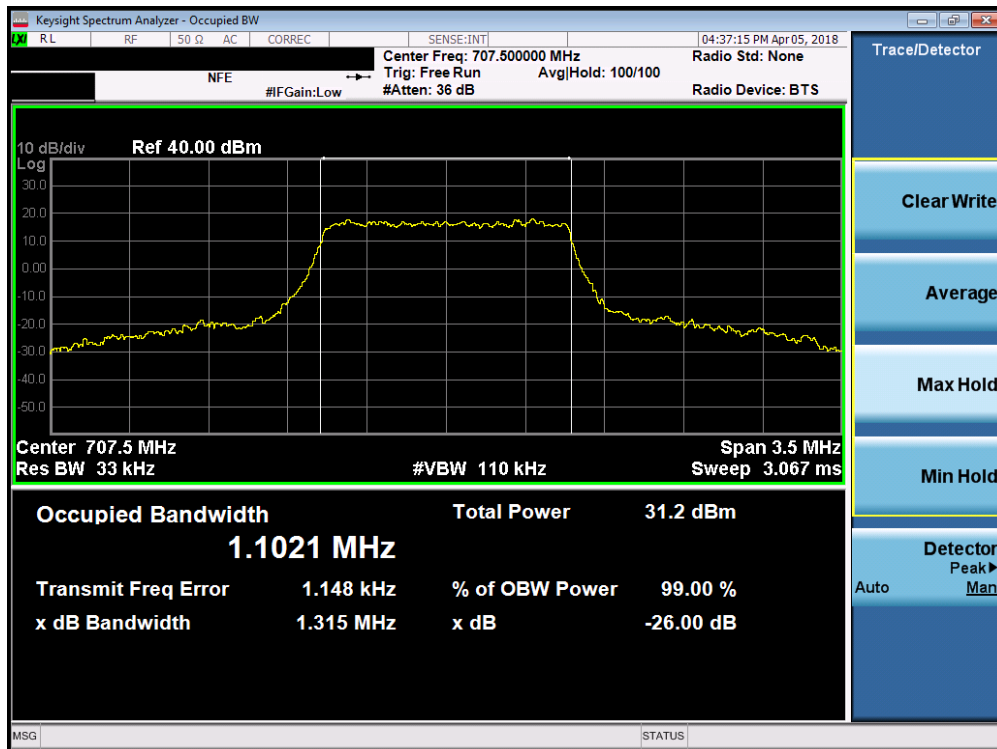 Keysight Spectrum Analyzer - Occupied BW
LXI RL RF 50 Ω AC CORREC SENSE:INT 04:37:15 PM Apr 05, 2018
Center Freq: 707.500000 MHz Radio Std: None
NFE Trig: Free Run Avg|Hold: 100/100
#IFGain:Low #Atten: 36 dB Radio Device: BTS
Trace/Detector
10 dB/div Ref 40.00 dBm
Log
30.0
20.0
10.0
0.00
-10.0
-20.0
-30.0
-40.0
-50.0
Center 707.5 MHz Span 3.5 MHz
Res BW 33 kHz #VBW 110 kHz Sweep 3.067 ms
Occupied Bandwidth Total Power 31.2 dBm
1.1021 MHz
Transmit Freq Error 1.148 kHz % of OBW Power 99.00 %
x dB Bandwidth 1.315 MHz x dB -26.00 dB
Clear Write
Average
Max Hold
Min Hold
Detector
Peak▶
Auto Man
MSG STATUS